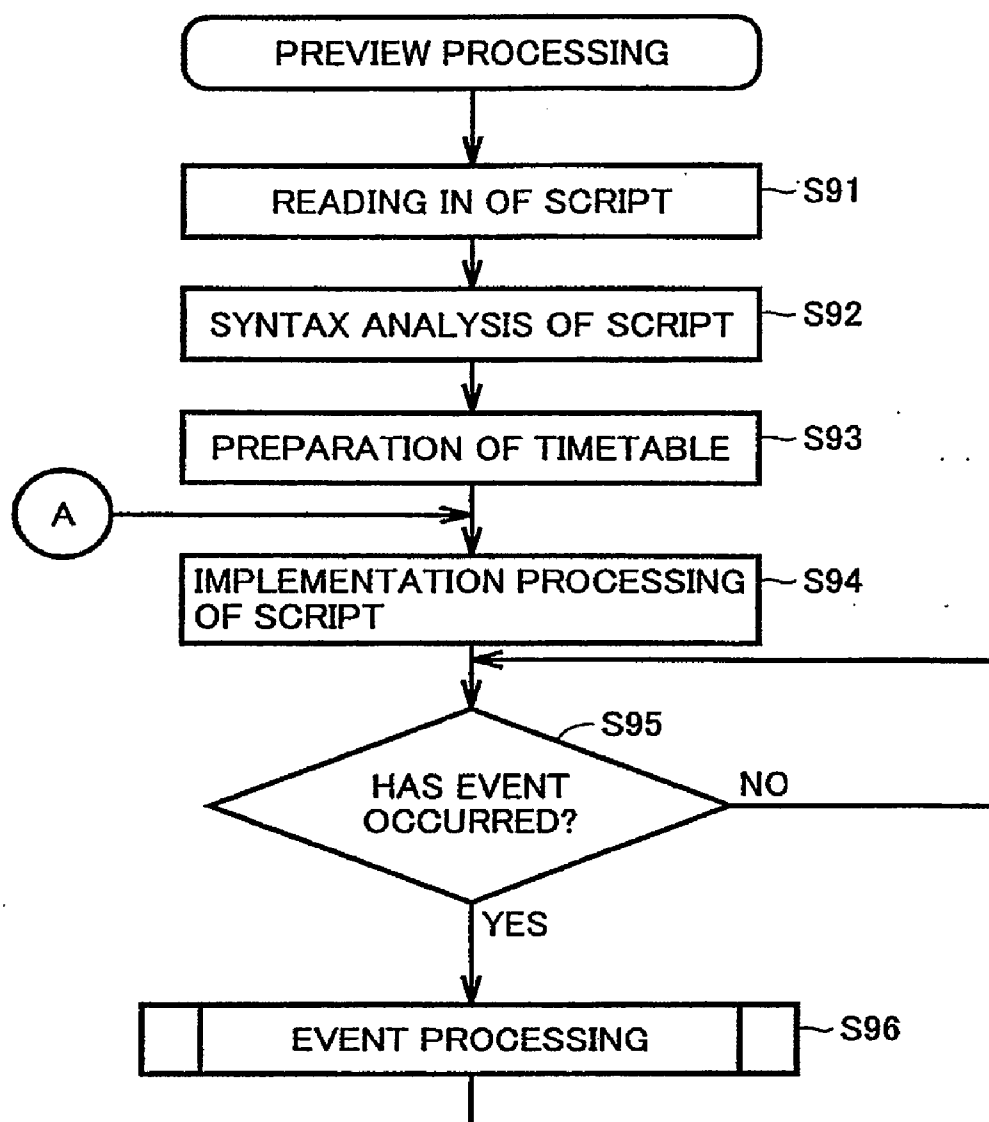 PREVIEW PROCESSING
READING IN OF SCRIPT
S91
SYNTAX ANALYSIS OF SCRIPT
S92
PREPARATION OF TIMETABLE
S93
A
IMPLEMENTATION PROCESSING
OF SCRIPT
S94
S95
HAS EVENT
OCCURRED?
NO
YES
EVENT PROCESSING
S96